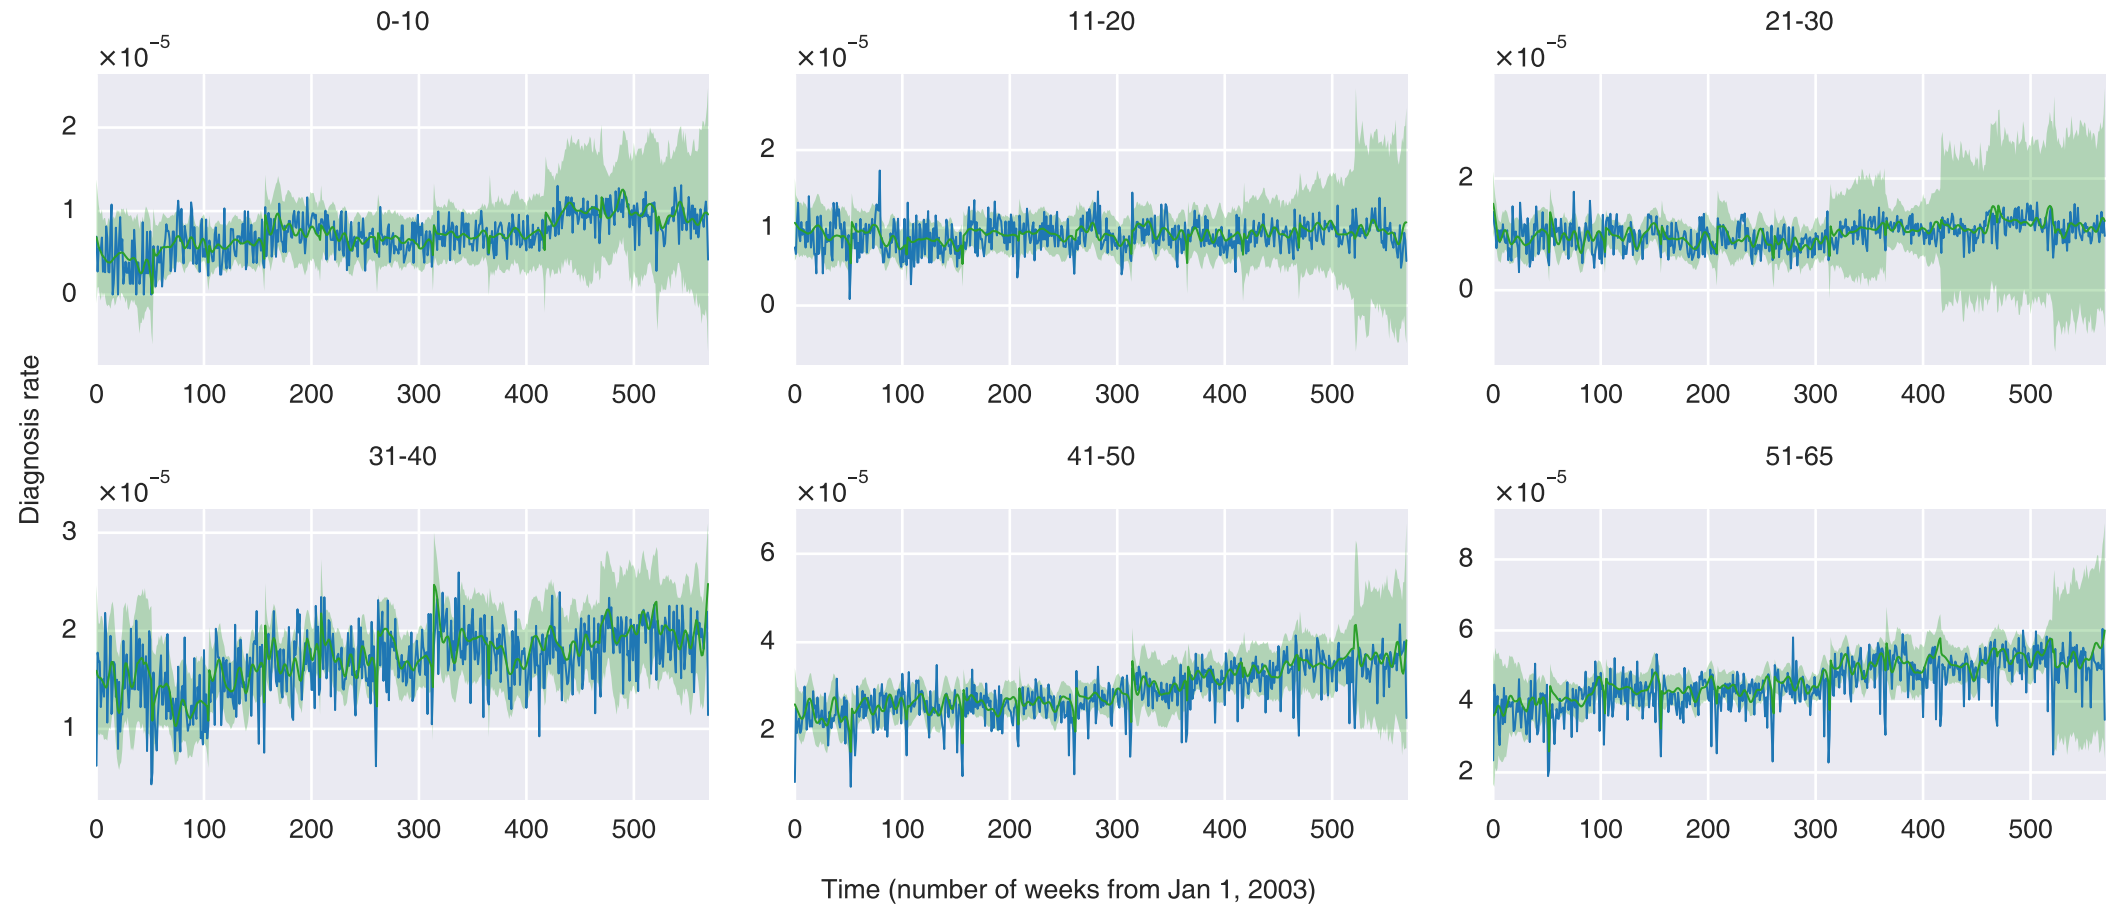 0-10 11-20 21-30
×10⁻⁵ ×10⁻⁵ ×10⁻⁵
2 2 2
1 1 0
0 0
0 100 200 300 400 500 0 100 200 300 400 500 0 100 200 300 400 500
Diagnosis rate
31-40 41-50 51-65
×10⁻⁵ ×10⁻⁵ ×10⁻⁵
3 6 8
2 4 6
1 2 4
2
0 100 200 300 400 500 0 100 200 300 400 500 0 100 200 300 400 500
Time (number of weeks from Jan 1, 2003)